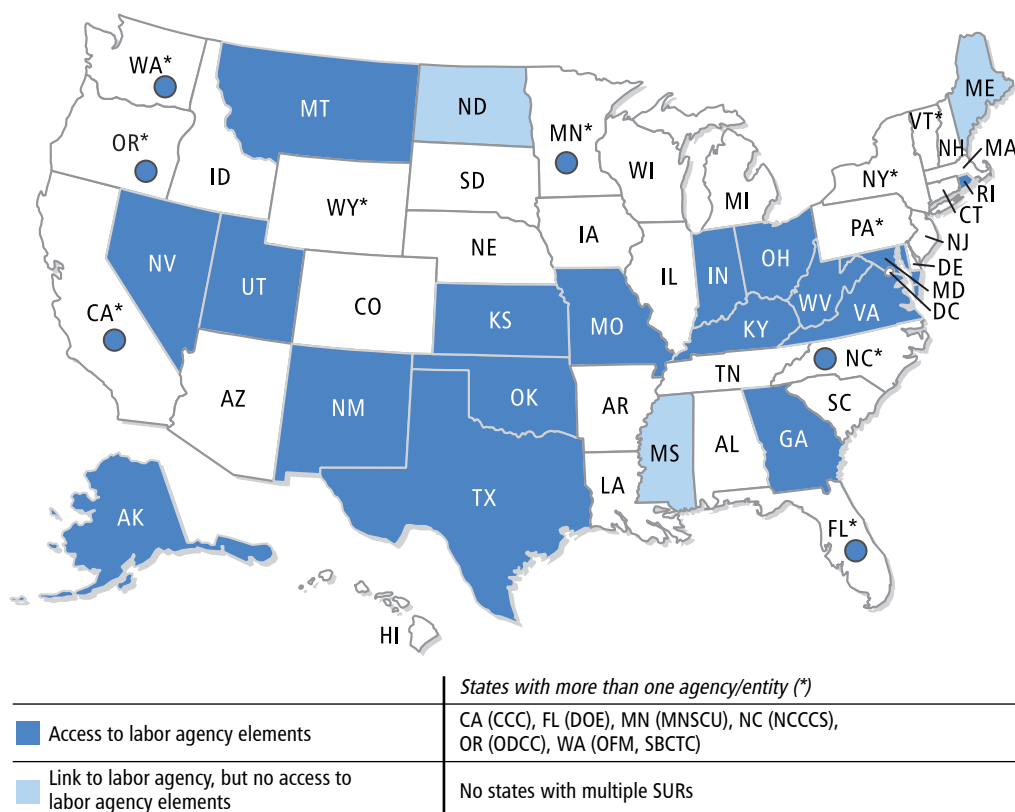 WA*
MT
ND
MN*
ME
VT*
NH
MA
OR*
ID
SD
WI
NY*
RI
CT
WY*
MI
PA*
NJ
NE
IA
DE
MD
DC
NV
UT
CO
IL
IN
OH
WV
VA
CA*
KS
MO
KY
NC*
AZ
NM
OK
AR
TN
SC
MS
AL
GA
TX
LA
AK
FL*
HI
States with more than one agency/entity (*)
Access to labor agency elements
CA (CCC), FL (DOE), MN (MNSCU), NC (NCCCS),
OR (ODCC), WA (OFM, SBCTC)
Link to labor agency, but no access to
labor agency elements
No states with multiple SURs